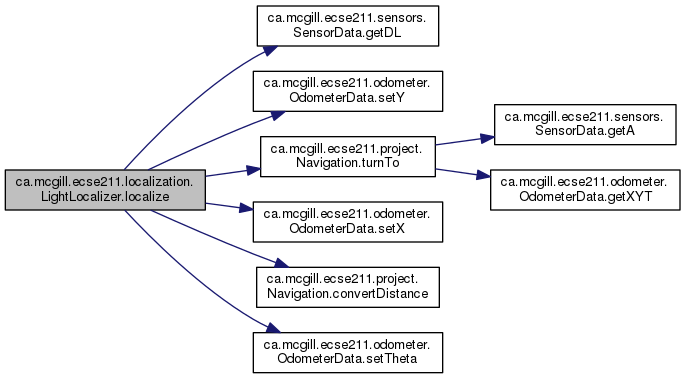 ca.mcgill.ecse211.sensors.
SensorData.getDL
ca.mcgill.ecse211.odometer.
OdometerData.setY
ca.mcgill.ecse211.sensors.
SensorData.getA
ca.mcgill.ecse211.project.
Navigation.turnTo
ca.mcgill.ecse211.localization.
LightLocalizer.localize
ca.mcgill.ecse211.odometer.
OdometerData.getXYT
ca.mcgill.ecse211.odometer.
OdometerData.setX
ca.mcgill.ecse211.project.
Navigation.convertDistance
ca.mcgill.ecse211.odometer.
OdometerData.setTheta